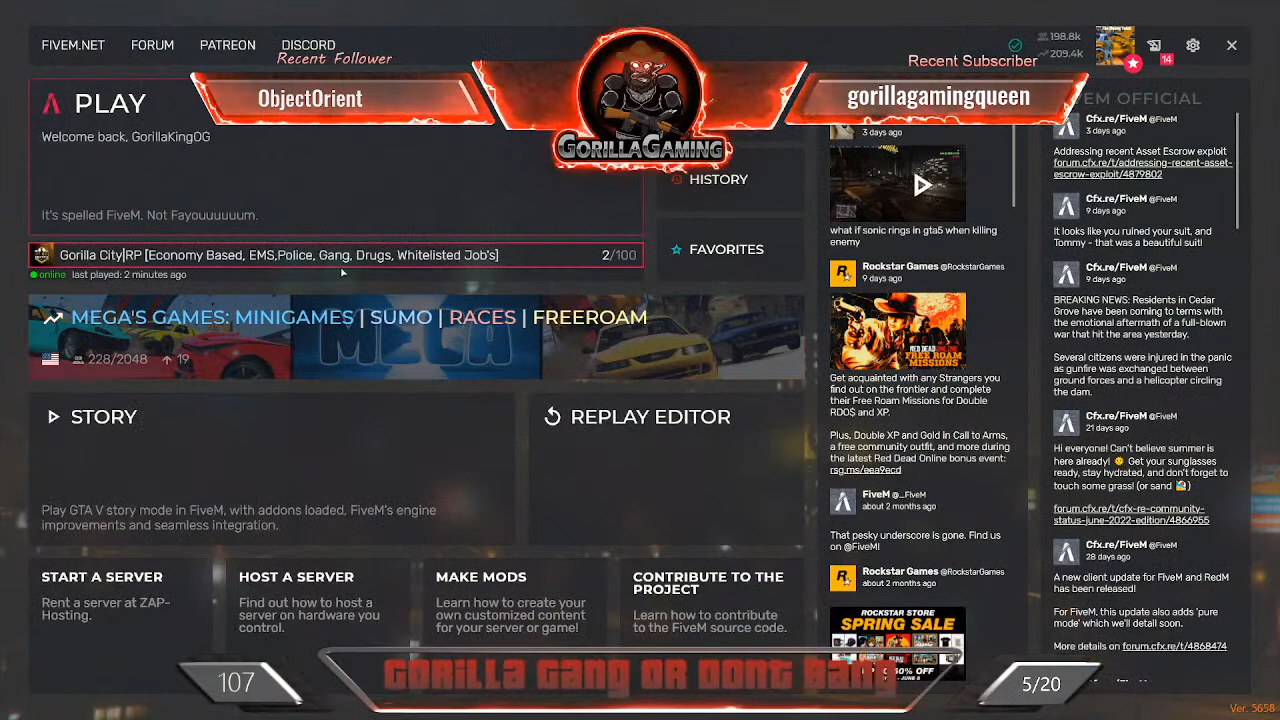 FIVEM.NET FORUM PATREON DISCORD
Recent Follower
ObjectOrient
GORILLAGAMING
Recent Subscriber
gorillagamingqueen
198.8k
209.4k
14
PLAY
Welcome back, GorillaKingOG
It's spelled FiveM. Not Fayouuuuuum.
HISTORY
FAVORITES
Gorilla City|RP [Economy Based, EMS,Police, Gang, Drugs, Whitelisted Job's] 2/100
online last played: 2 minutes ago
MEGA'S GAMES: MINIGAMES | SUMO | RACES | FREEROAM
MEGA
228/2048 19
STORY
Play GTA V story mode in FiveM, with addons loaded, FiveM's engine
improvements and seamless integration.
REPLAY EDITOR
START A SERVER
Rent a server at ZAP-
Hosting.
HOST A SERVER
Find out how to host a
server on hardware you
control.
MAKE MODS
Learn how to create your
own customized content
for your server or game!
CONTRIBUTE TO THE
PROJECT
Learn how to contribute
to the FiveM source code.
3 days ago
what if sonic rings in gta5 when killing
enemy
Rockstar Games @RockstarGames
9 days ago
RED DEAD ONLINE
FREE ROAM
MISSIONS
Get acquainted with any Strangers you
find out on the frontier and complete
their Free Roam Missions for Double
RDO$ and XP.
Plus, Double XP and Gold in Call to Arms,
a free community outfit, and more during
the latest Red Dead Online bonus event:
rsg.ms/eea9ecd
FiveM @_FiveM
about 2 months ago
That pesky underscore is gone. Find us
on @FiveM!
Rockstar Games @RockstarGames
about 2 months ago
ROCKSTAR STORE
SPRING SALE
50% OFF
VEM OFFICIAL
Cfx.re/FiveM @FiveM
3 days ago
Addressing recent Asset Escrow exploit
forum.cfx.re/t/addressing-recent-asset-
escrow-exploit/4879802
Cfx.re/FiveM @FiveM
9 days ago
It looks like you ruined your suit, and
Tommy - that was a beautiful suit!
Cfx.re/FiveM @FiveM
9 days ago
BREAKING NEWS: Residents in Cedar
Grove have been coming to terms with
the emotional aftermath of a full-blown
war that hit the area yesterday.
Several citizens were injured in the panic
as gunfire was exchanged between
ground forces and a helicopter circling
the dam.
Cfx.re/FiveM @FiveM
21 days ago
Hi everyone! Can't believe summer is
here already! 🌞 Get your sunglasses
ready, stay hydrated, and don't forget to
touch some grass! (or sand 🏖)
forum.cfx.re/t/cfx-re-community-
status-june-2022-edition/4866955
Cfx.re/FiveM @FiveM
28 days ago
A new client update for FiveM and RedM
has been released!
For FiveM, this update also adds 'pure
mode' which we'll detail soon.
More details on forum.cfx.re/t/4868474
107
GORILLA GANG OR DONT BANG
5/20
Ver. 5658